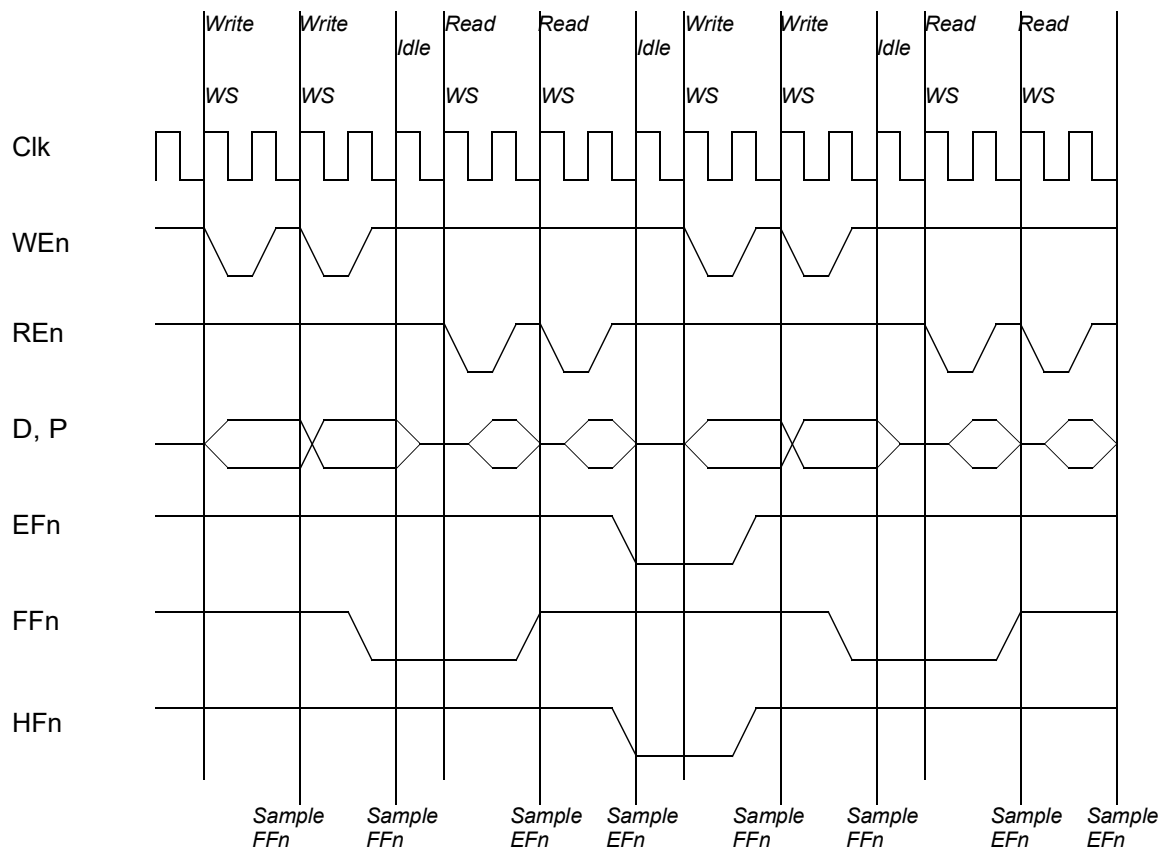 Write Write Read Read Write Write Read Read
Idle Idle Idle
WS WS WS WS WS WS WS WS
Clk
WEn
REn
D, P
EFn
FFn
HFn
Sample Sample Sample Sample Sample Sample Sample Sample
FFn FFn EFn EFn FFn FFn EFn EFn